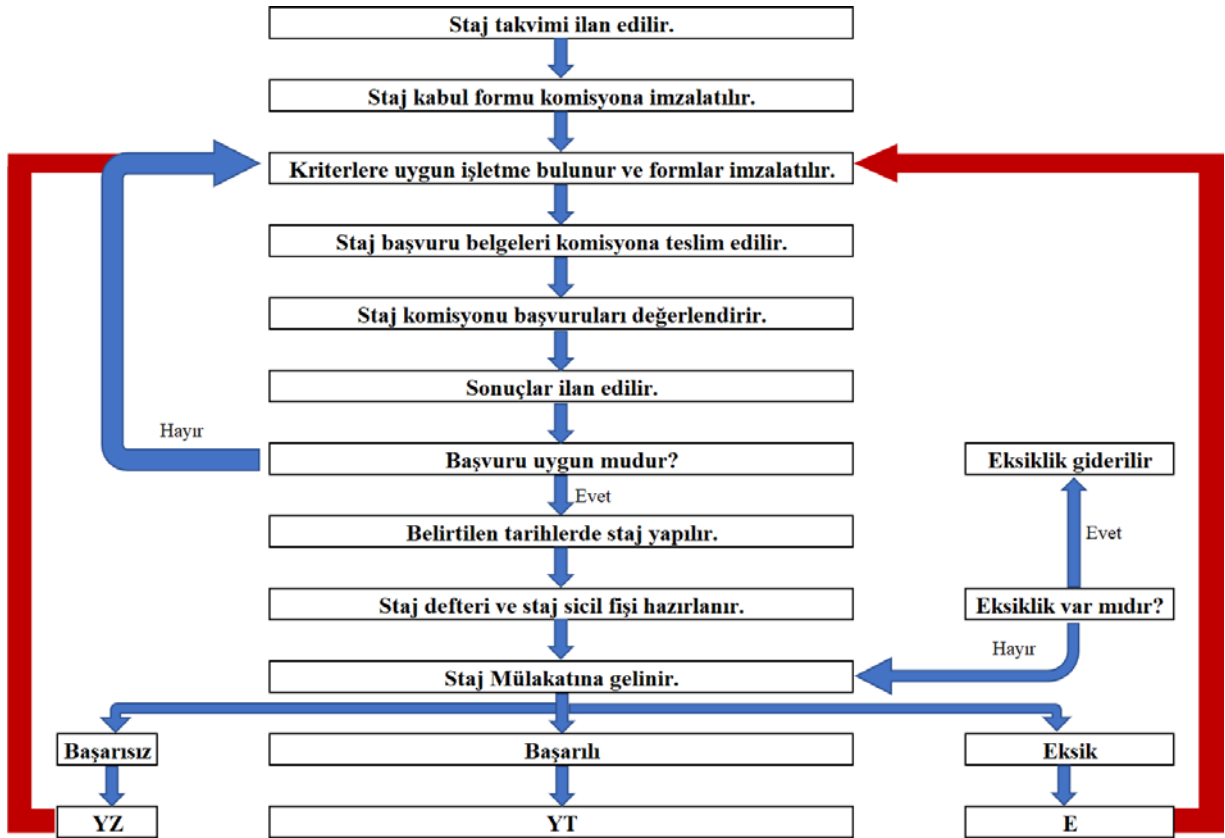 Staj takvimi ilan edilir.
Staj kabul formu komisyona imzalatılır.
Kriterlere uygun işletme bulunur ve formlar imzalatılır.
Staj başvuru belgeleri komisyona teslim edilir.
Staj komisyonu başvuruları değerlendirir.
Sonuçlar ilan edilir.
Hayır
Başvuru uygun mudur?
Eksiklik giderilir
Evet
Belirtilen tarihlerde staj yapılır.
Evet
Staj defteri ve staj sicil fişi hazırlanır.
Eksiklik var mıdır?
Hayır
Staj Mülakatına gelinir.
Başarısız
Başarılı
Eksik
YZ
YT
E